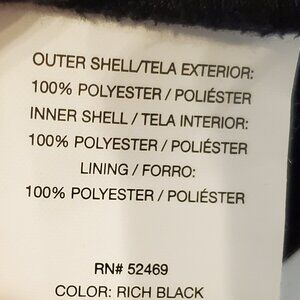 OUTER SHELL/TELA EXTERIOR:
100% POLYESTER / POLIÉSTER
INNER SHELL / TELA INTERIOR:
100% POLYESTER / POLIÉSTER
LINING / FORRO:
100% POLYESTER / POLIÉSTER
RN# 52469
COLOR: RICH BLACK